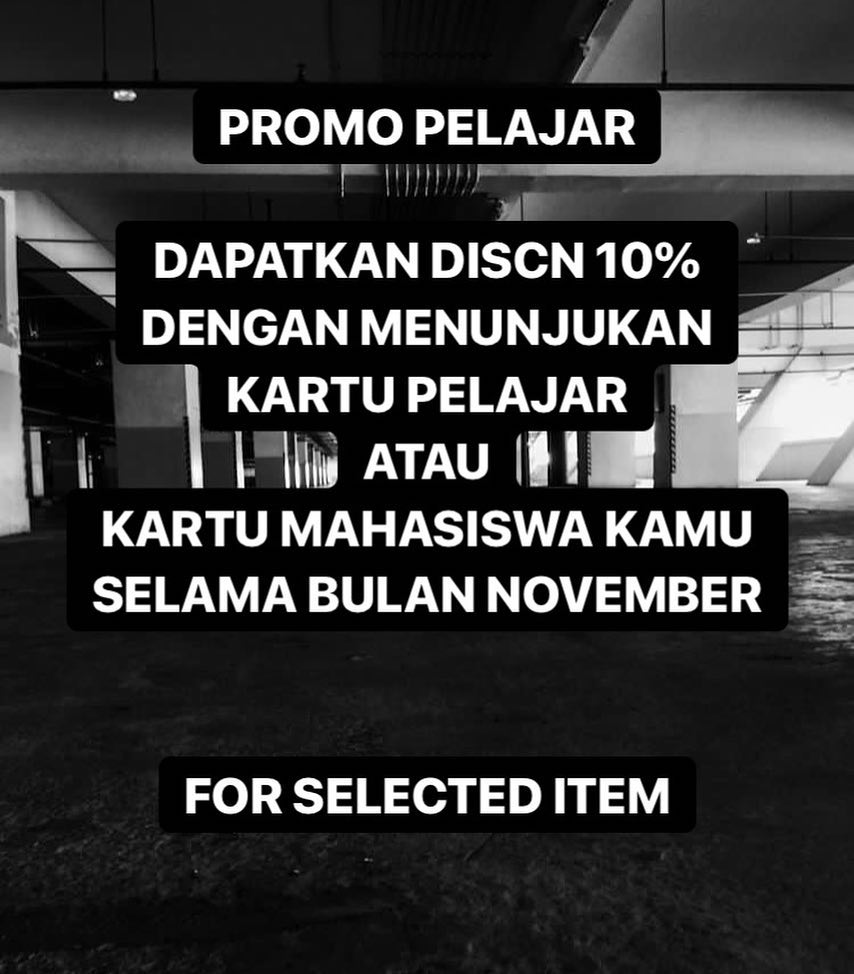 PROMO PELAJAR
DAPATKAN DISCN 10%
DENGAN MENUNJUKAN
KARTU PELAJAR
ATAU
KARTU MAHASISWA KAMU
SELAMA BULAN NOVEMBER
FOR SELECTED ITEM